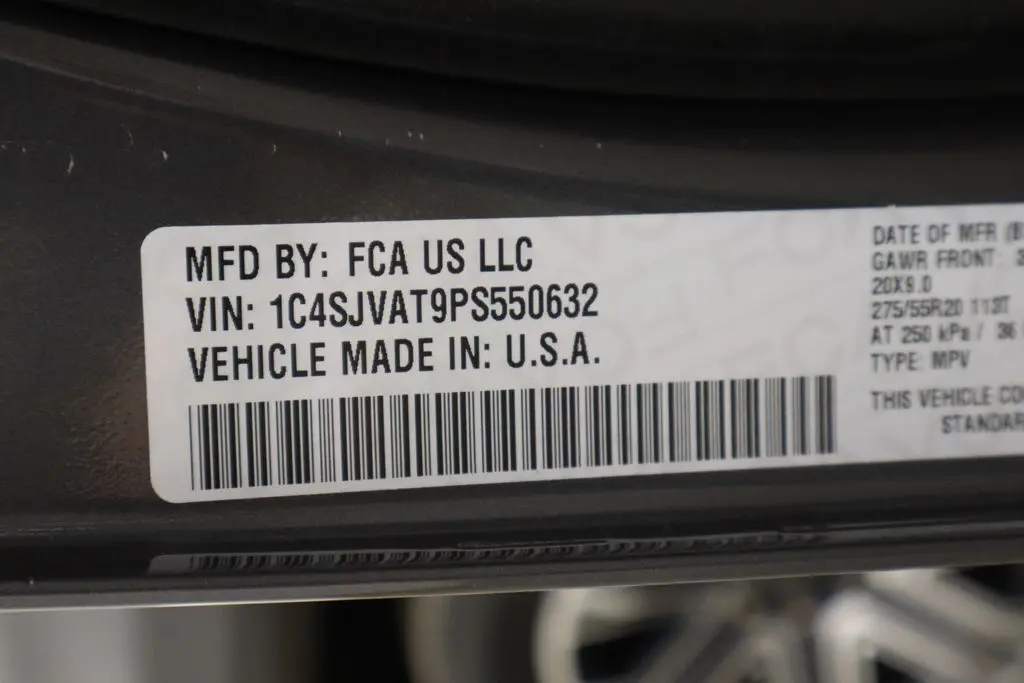 MFD BY: FCA US LLC
VIN: 1C4SJVAT9PS550632
VEHICLE MADE IN: U.S.A.
DATE OF MFR
GAWR FRONT:
20X9.0
275/55R20 113T
AT 250 kPa / 36
TYPE: MPV
THIS VEHICLE